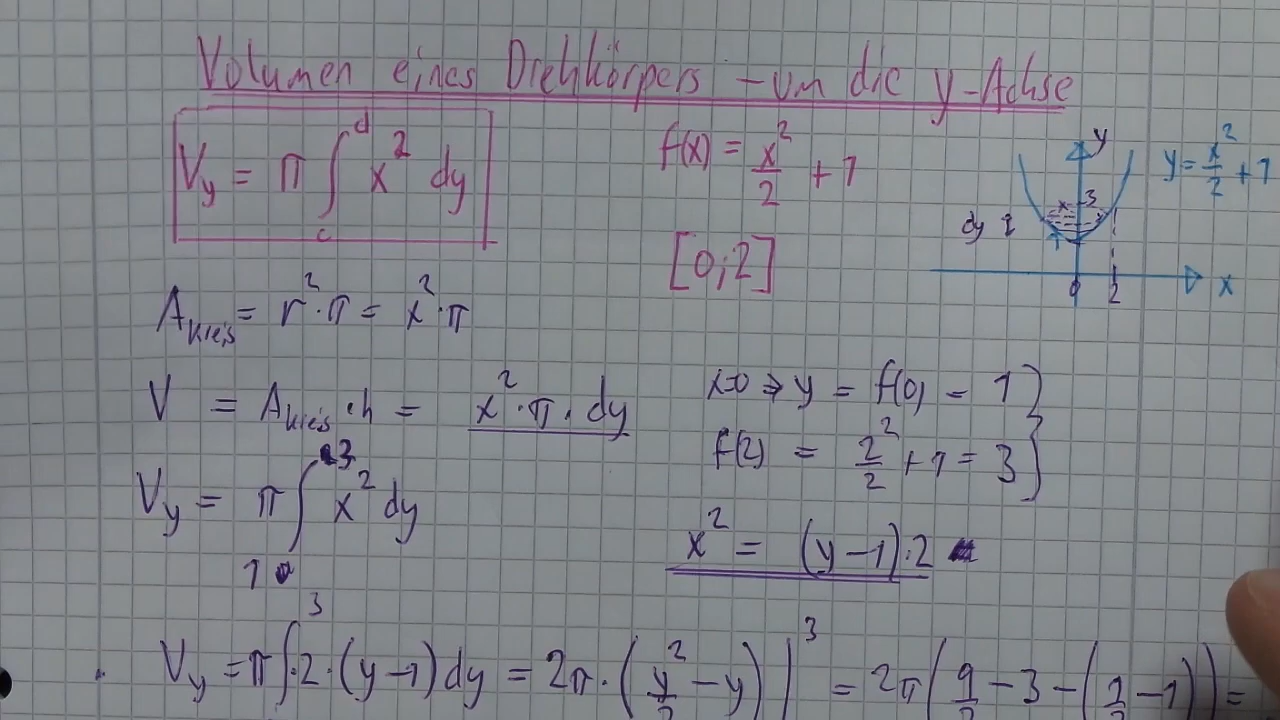 Volumen eines Drehkörpers - um die y-Achse
V_y = π ∫_c^d x² dy
f(x) = x²/2 + 1
[0;2]
y
y = x²/2 + 1
3
x
dy
0
2
x
A_Kreis = r²·π = x²·π
V = A_Kreis · h = x²·π·dy
x=0 ⇒ y = f(0) = 1
f(2) = 2²/2 + 1 = 3
V_y = π ∫_1^3 x² dy
x² = (y-1)·2
V_y = π ∫^3 ·2·(y-1) dy = 2π·(y²/2 - y) |^3 = 2π(9/2 - 3 - (1/2 - 1)) =